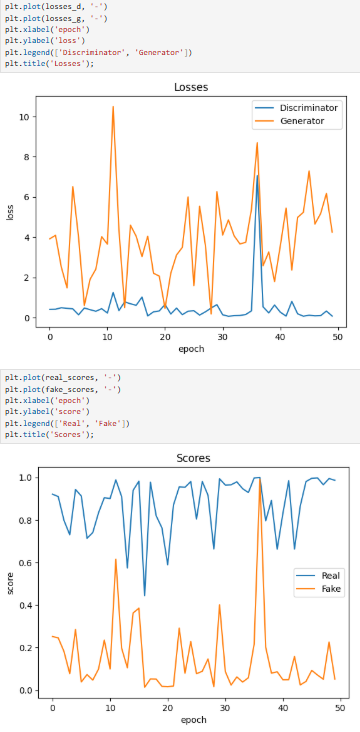 plt.plot(losses_d, '-')
plt.plot(losses_g, '-')
plt.xlabel('epoch')
plt.ylabel('loss')
plt.legend(['Discriminator', 'Generator'])
plt.title('Losses');
Losses
Discriminator
Generator
10
8
6
4
2
0
loss
0 10 20 30 40 50
epoch
plt.plot(real_scores, '-')
plt.plot(fake_scores, '-')
plt.xlabel('epoch')
plt.ylabel('score')
plt.legend(['Real', 'Fake'])
plt.title('Scores');
Scores
1.0
0.8
0.6
0.4
0.2
0.0
score
Real
Fake
0 10 20 30 40 50
epoch